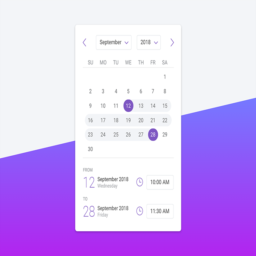 September 2018
SU MO TU WE TH FR SA
1
2 3 4 5 6 7 8
9 10 11 12 13 14 15
16 17 18 19 20 21 22
23 24 25 26 27 28 29
30
FROM
12 September 2018
Wednesday
10:00 AM
TO
28 September 2018
Friday
11:30 AM